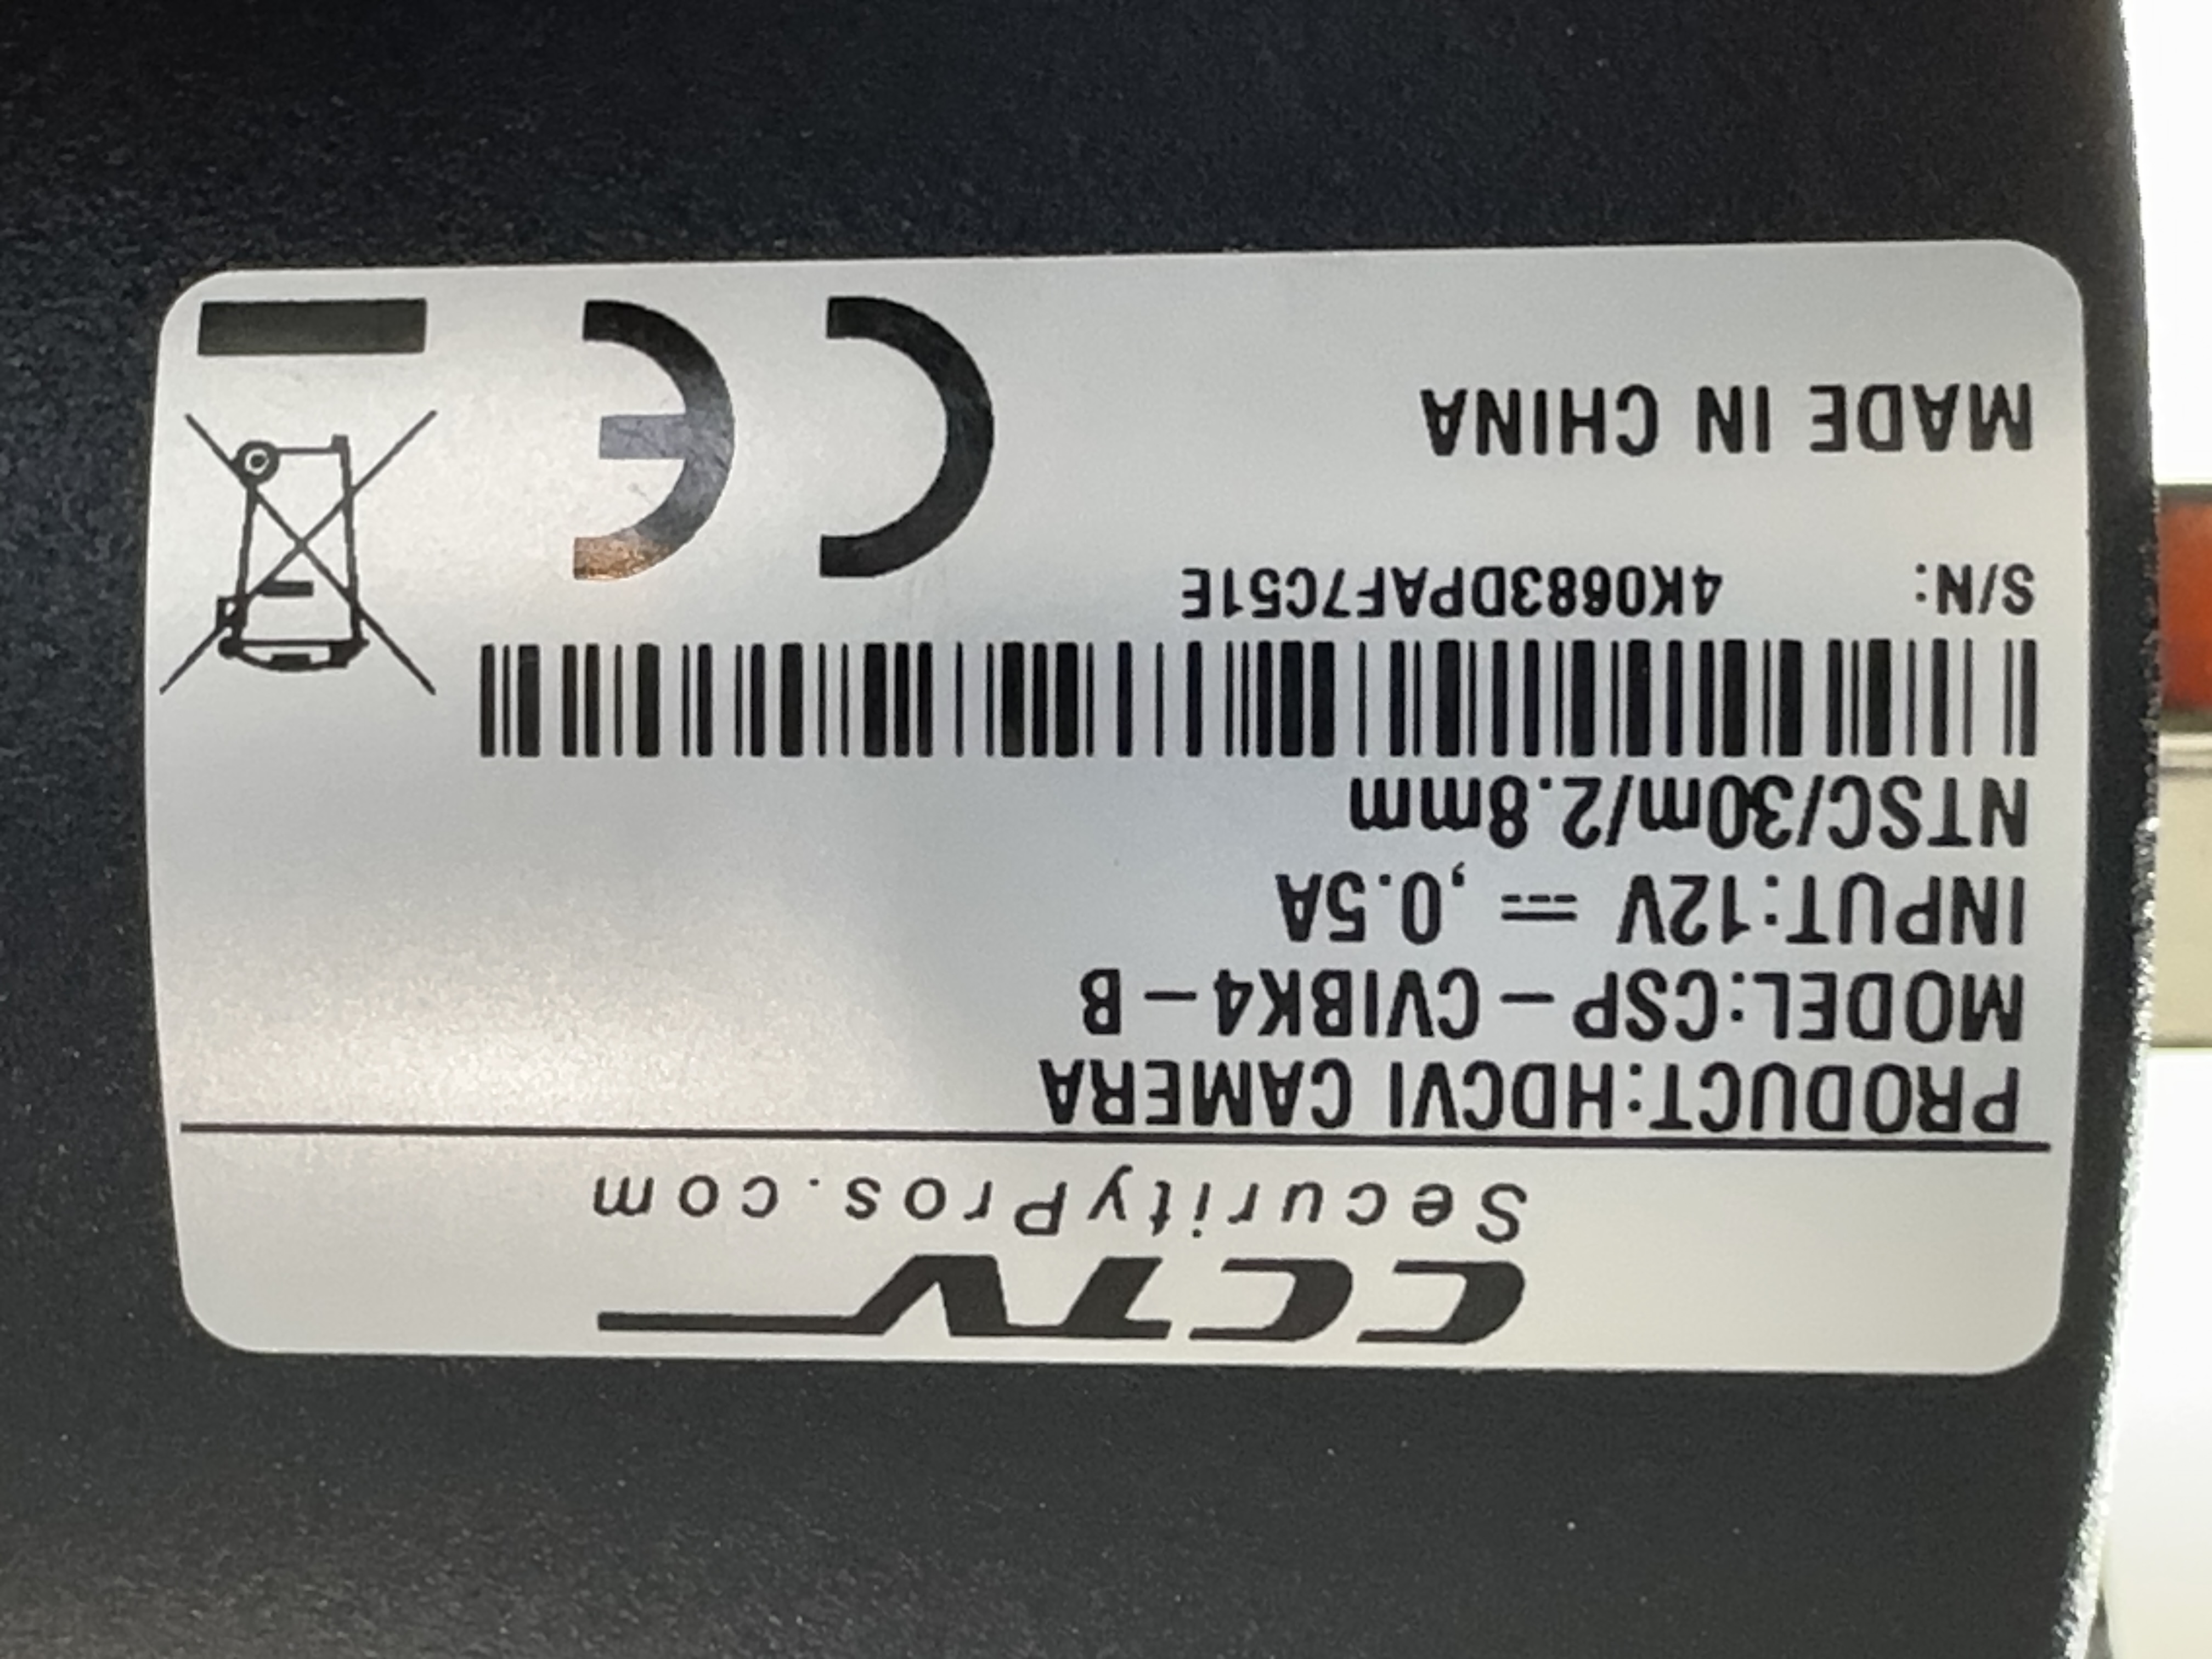 CCTV
SecurityPros.com
PRODUCT:HDCVI CAMERA
MODEL:CSP-CVIBK4-B
INPUT:12V ⎓ ,0.5A
NTSC/30m/2.8mm
S/N: 4K0683DPAF7C51E
MADE IN CHINA
CE